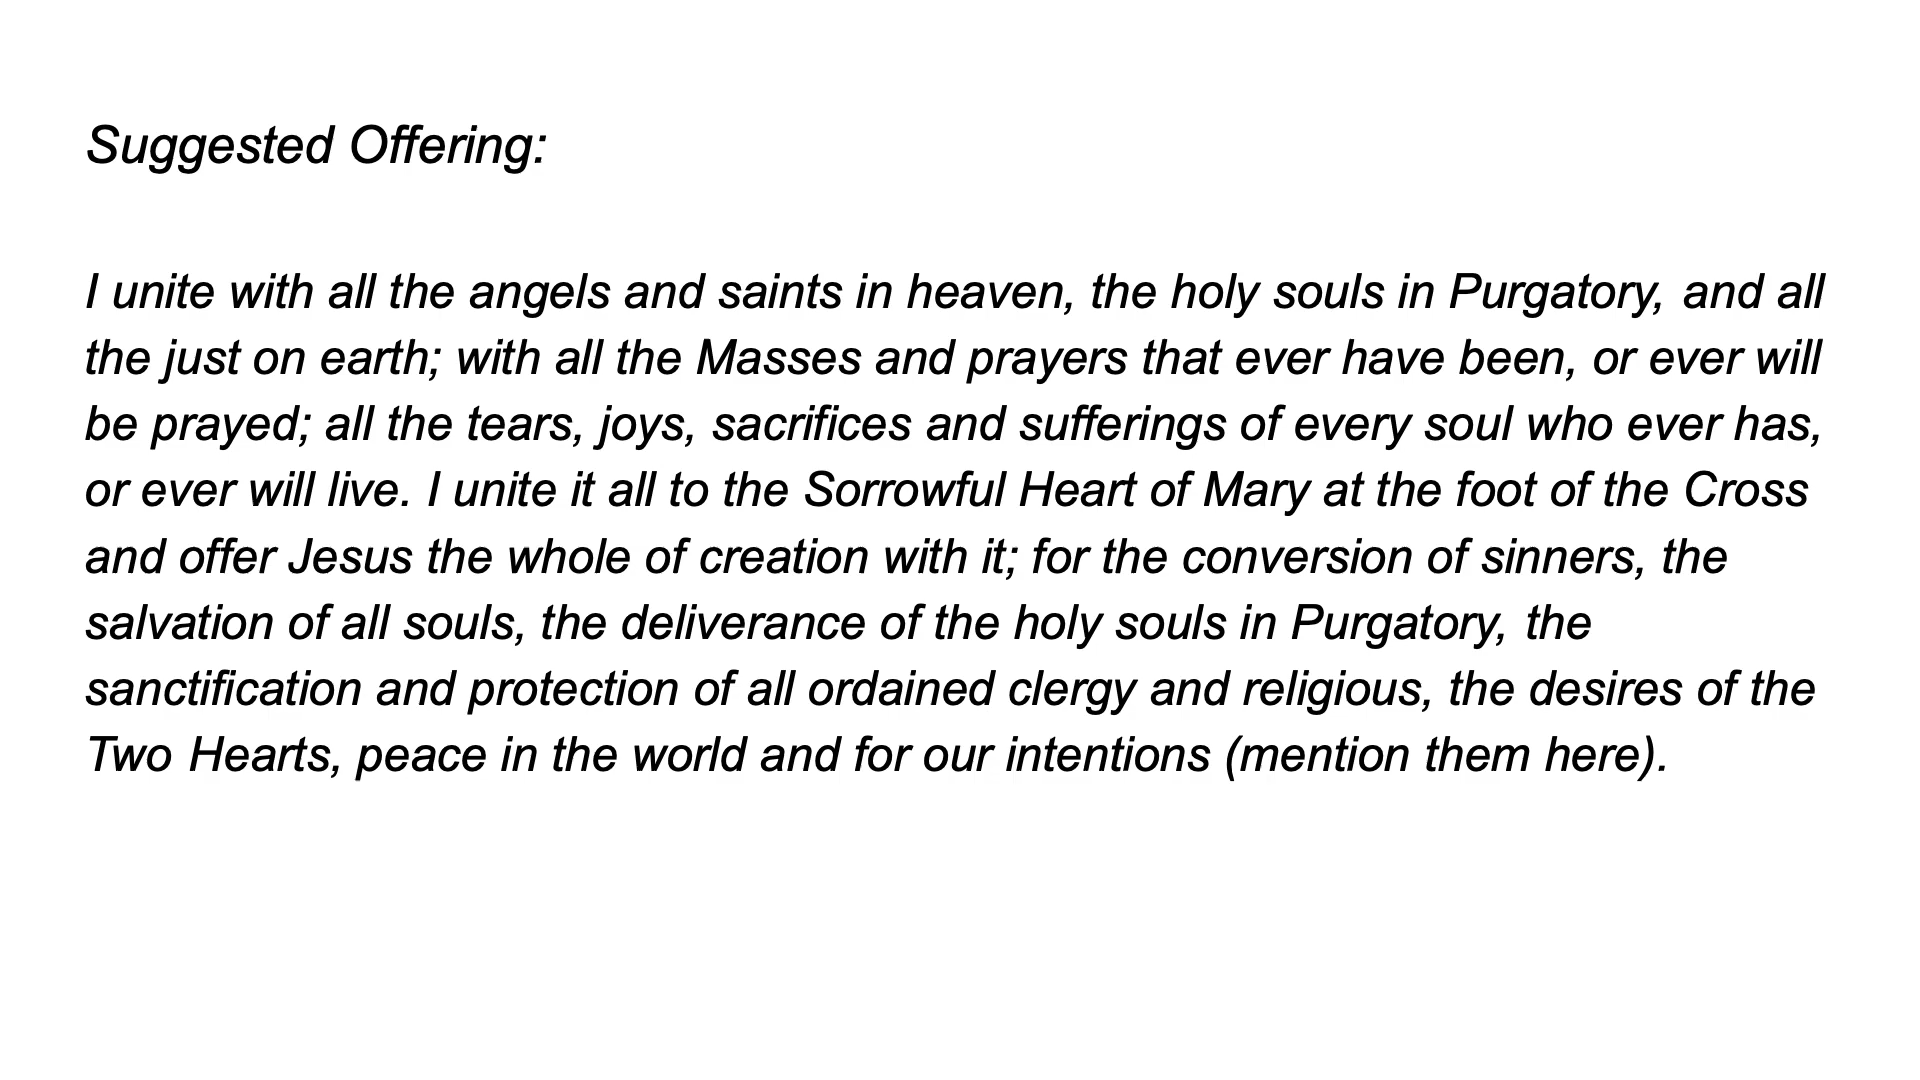 Suggested Offering:
I unite with all the angels and saints in heaven, the holy souls in Purgatory, and all
the just on earth; with all the Masses and prayers that ever have been, or ever will
be prayed; all the tears, joys, sacrifices and sufferings of every soul who ever has,
or ever will live. I unite it all to the Sorrowful Heart of Mary at the foot of the Cross
and offer Jesus the whole of creation with it; for the conversion of sinners, the
salvation of all souls, the deliverance of the holy souls in Purgatory, the
sanctification and protection of all ordained clergy and religious, the desires of the
Two Hearts, peace in the world and for our intentions (mention them here).